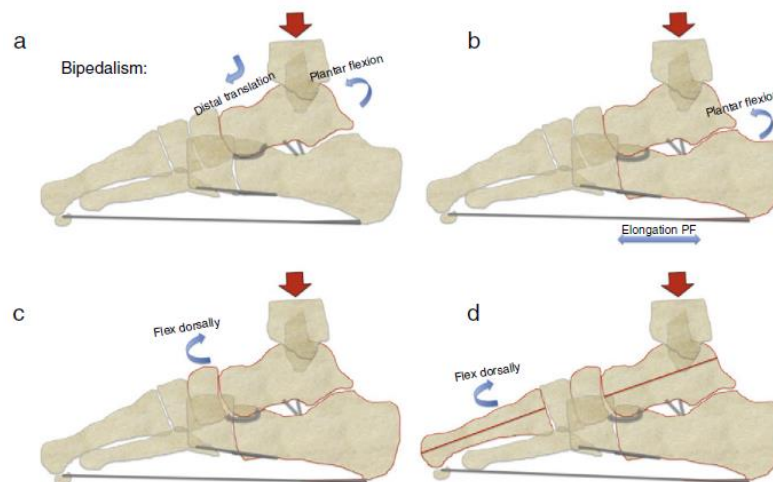 a
Bipedalism:
Distal translation
Plantar flexion
b
Plantar flexion
Elongation PF
c
Flex dorsally
d
Flex dorsally